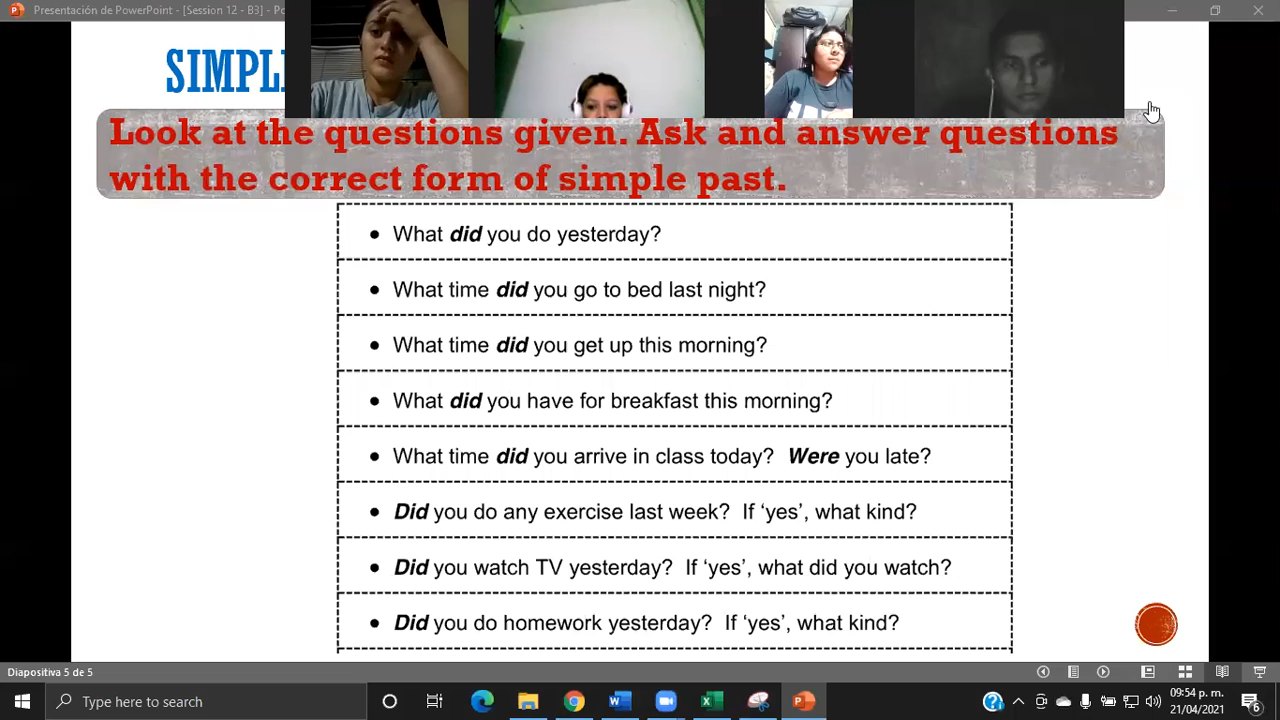 Presentación de PowerPoint - [Session 12 - B3] - Po
SIMPL
Look at the questions given. Ask and answer questions
with the correct form of simple past.
• What did you do yesterday?
• What time did you go to bed last night?
• What time did you get up this morning?
• What did you have for breakfast this morning?
• What time did you arrive in class today? Were you late?
• Did you do any exercise last week? If ‘yes’, what kind?
• Did you watch TV yesterday? If ‘yes’, what did you watch?
• Did you do homework yesterday? If ‘yes’, what kind?
Diapositiva 5 de 5
Type here to search
09:54 p. m.
21/04/2021
6